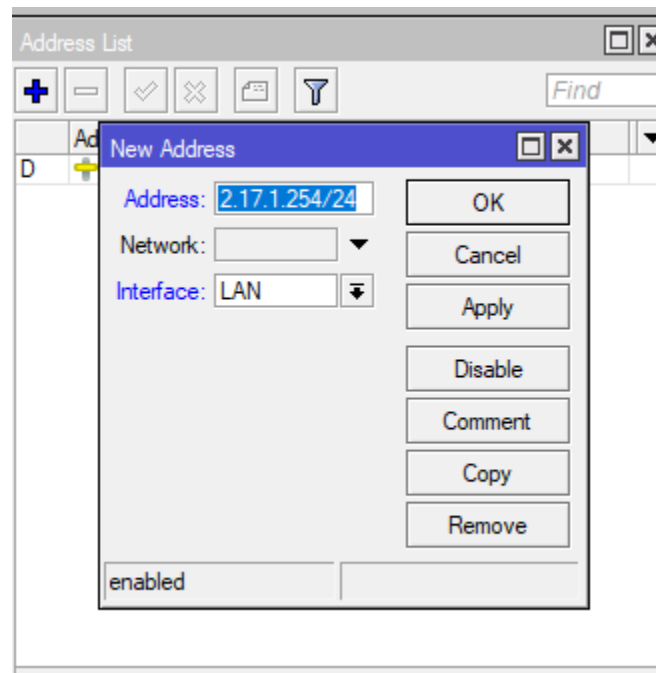 Address List
Find
Ad
D
New Address
Address: 2.17.1.254/24
OK
Network:
Cancel
Interface: LAN
Apply
Disable
Comment
Copy
Remove
enabled